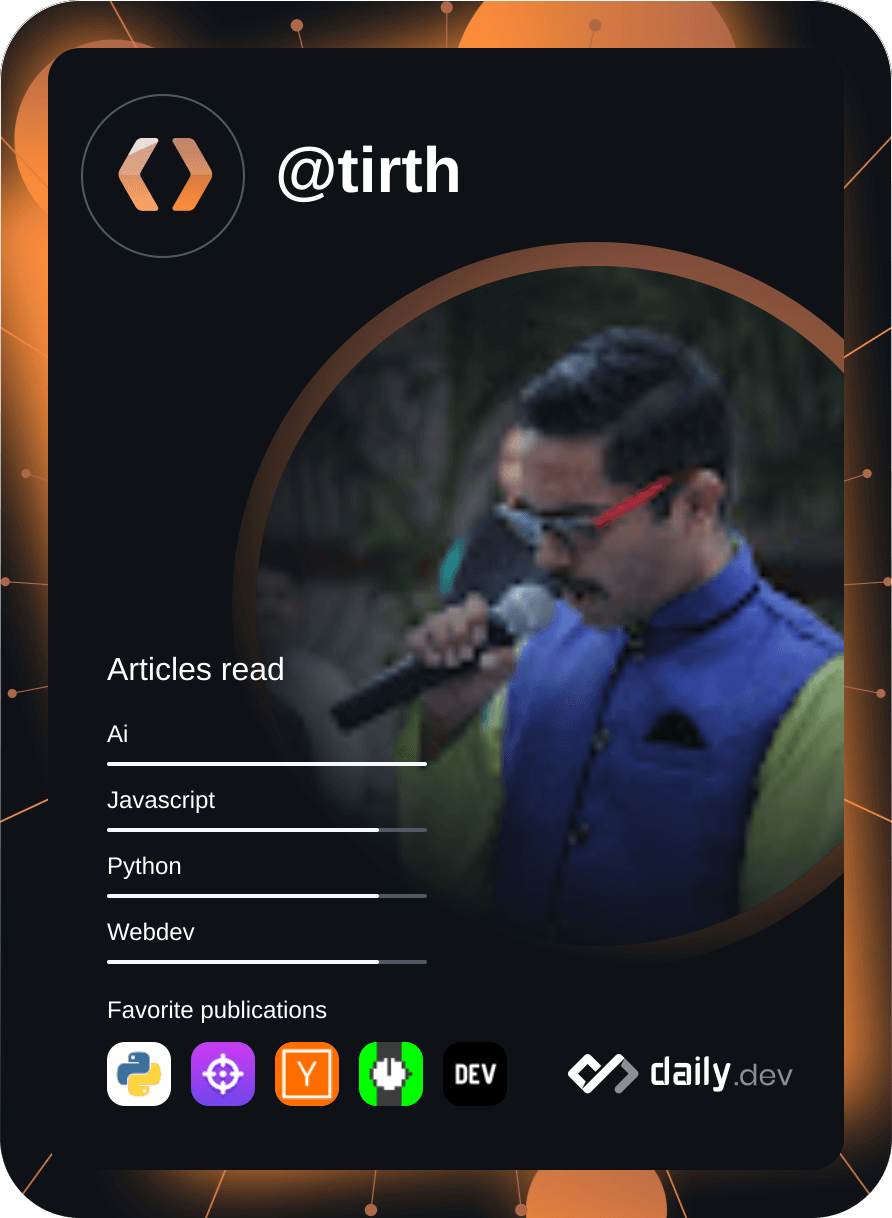 @tirth
Articles read
Ai
Javascript
Python
Webdev
Favorite publications
Y
DEV
daily.dev